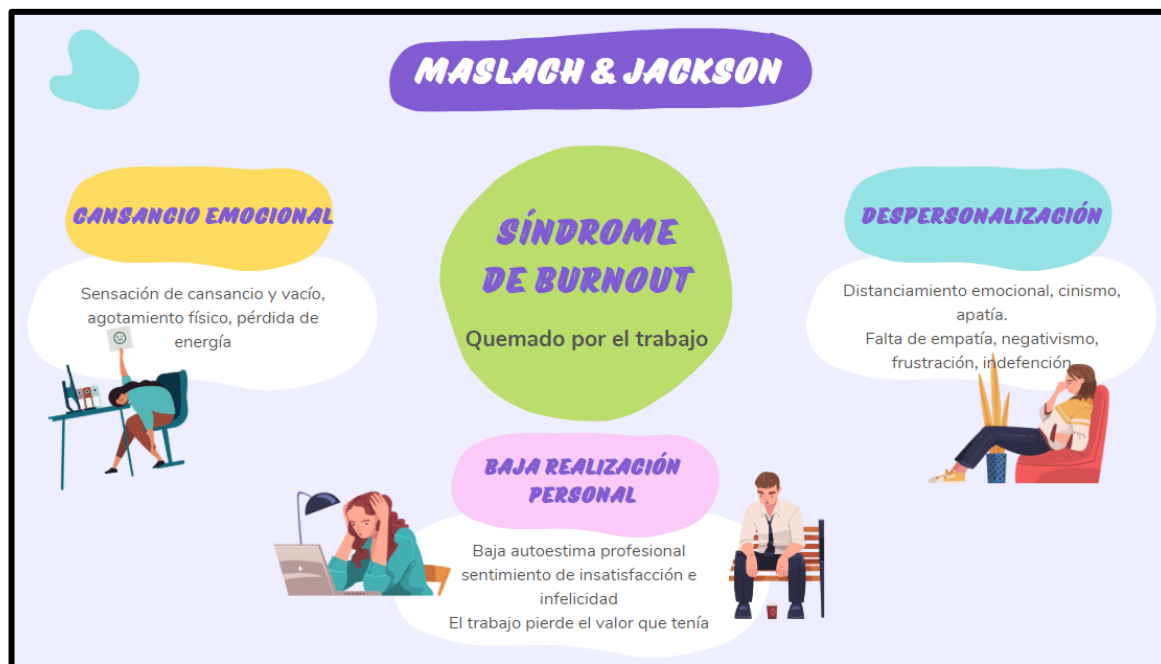 MASLACH & JACKSON
CANSANCIO EMOCIONAL
Sensación de cansancio y vacío,
agotamiento físico, pérdida de
energía
SÍNDROME
DE BURNOUT
Quemado por el trabajo
DESPERSONALIZACIÓN
Distanciamiento emocional, cinismo,
apatía.
Falta de empatía, negativismo,
frustración, indefención
BAJA REALIZACIÓN
PERSONAL
Baja autoestima profesional
sentimiento de insatisfacción e
infelicidad
El trabajo pierde el valor que tenía